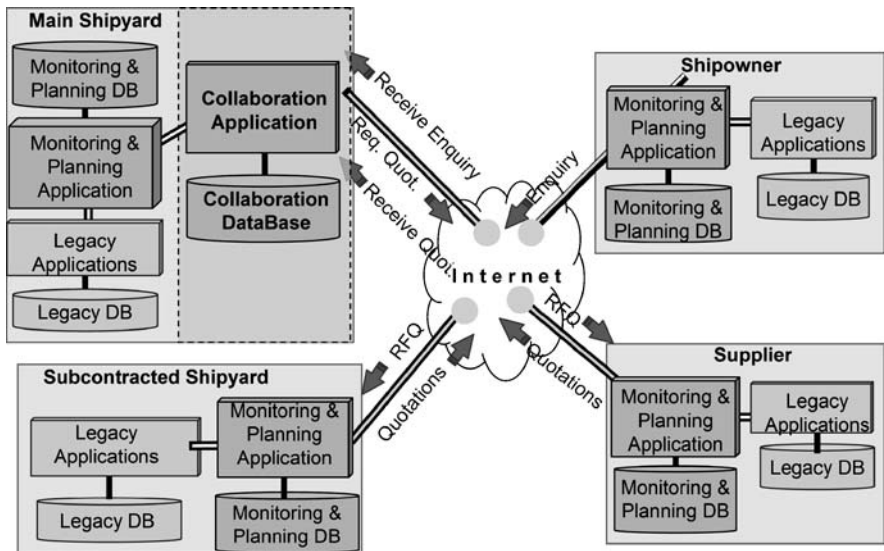 Main Shipyard
Monitoring &
Planning DB
Monitoring &
Planning
Application
Legacy
Applications
Legacy DB
Collaboration
Application
Collaboration
DataBase
Receive Enquiry
Req. Quot.
Receive Quot.
Enquiry
Internet
Shipowner
Monitoring &
Planning
Application
Legacy
Applications
Monitoring &
Planning DB
Legacy DB
RFQ
Quotations
Subcontracted Shipyard
Legacy
Applications
Monitoring &
Planning
Application
Legacy DB
Monitoring &
Planning DB
RFQ
Quotations
Supplier
Monitoring &
Planning
Application
Legacy
Applications
Legacy DB
Monitoring &
Planning DB